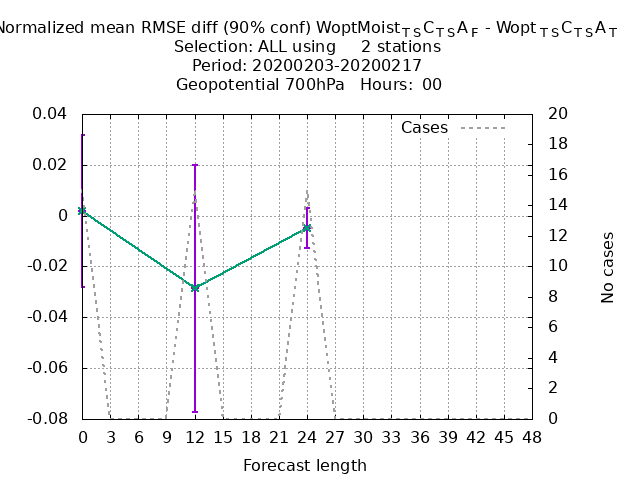 Normalized mean RMSE diff (90% conf) WoptMoist_TSC_TSA_F - Wopt_TSC_TSA_T
Selection: ALL using 2 stations
Period: 20200203-20200217
Geopotential 700hPa Hours: 00
Cases
0.04
0.02
0
-0.02
-0.04
-0.06
-0.08
20
18
16
14
12
10
8
6
4
2
0
No cases
0 3 6 9 12 15 18 21 24 27 30 33 36 39 42 45 48
Forecast length